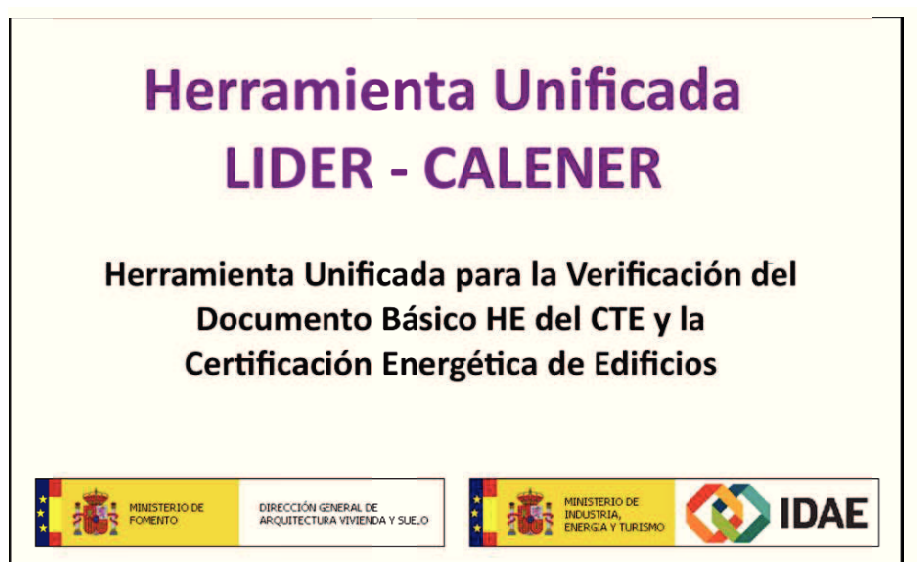 Herramienta Unificada
LIDER - CALENER
Herramienta Unificada para la Verificación del
Documento Básico HE del CTE y la
Certificación Energética de Edificios
MINISTERIO DE
FOMENTO
DIRECCIÓN GENERAL DE
ARQUITECTURA VIVIENDA Y SUELO
MINISTERIO DE
INDUSTRIA,
ENERGÍA Y TURISMO
IDAE